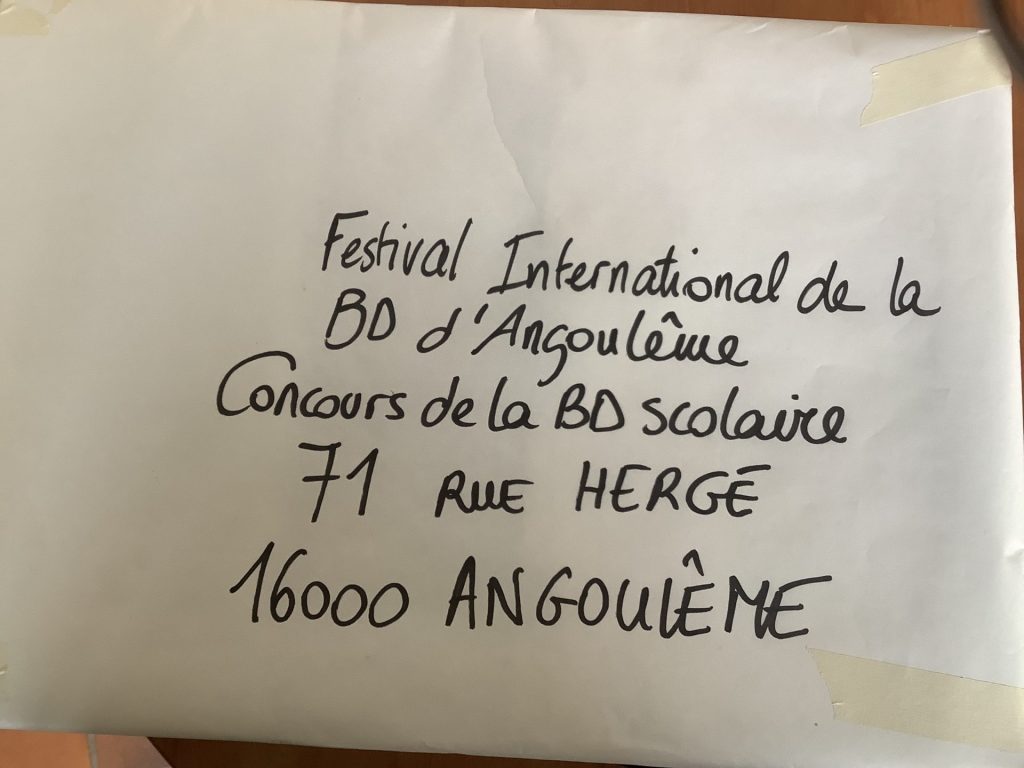 Festival International de la
BD d'Angoulême
Concours de la BD scolaire
71 RUE HERGÉ
16000 ANGOULÊME